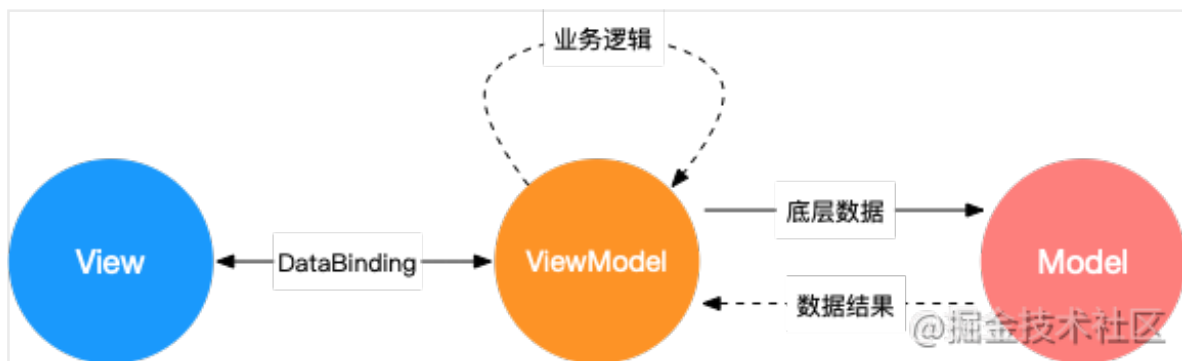 业务逻辑
View
DataBinding
ViewModel
底层数据
数据结果
Model
@掘金技术社区